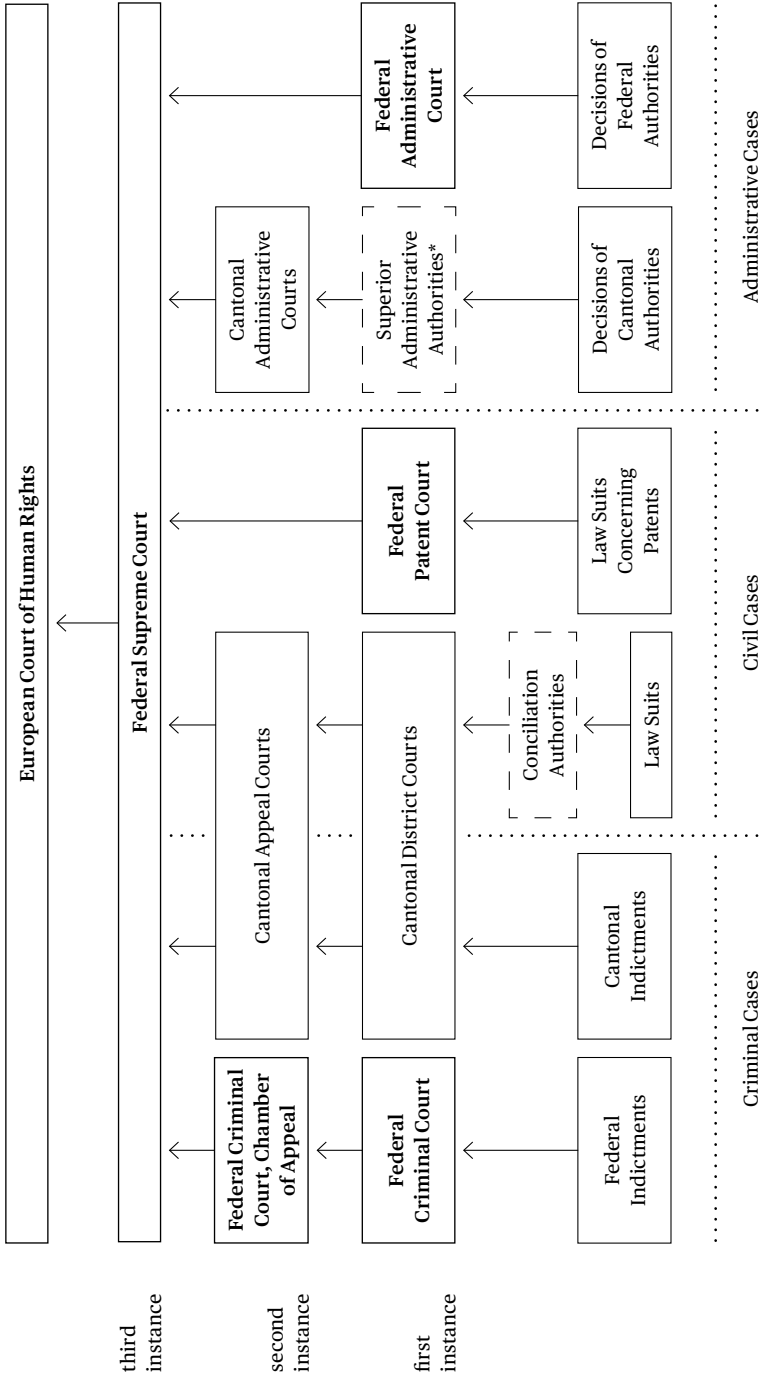 European Court of Human Rights
third
instance
Federal Supreme Court
second
instance
Federal Criminal
Court, Chamber
of Appeal
Cantonal Appeal Courts
Cantonal
Administrative
Courts
first
instance
Federal
Criminal Court
Cantonal District Courts
Federal
Patent Court
Superior
Administrative
Authorities*
Federal
Administrative
Court
Conciliation
Authorities
Federal
Indictments
Cantonal
Indictments
Law Suits
Law Suits
Concerning
Patents
Decisions of
Cantonal
Authorities
Decisions of
Federal
Authorities
Criminal Cases
Civil Cases
Administrative Cases